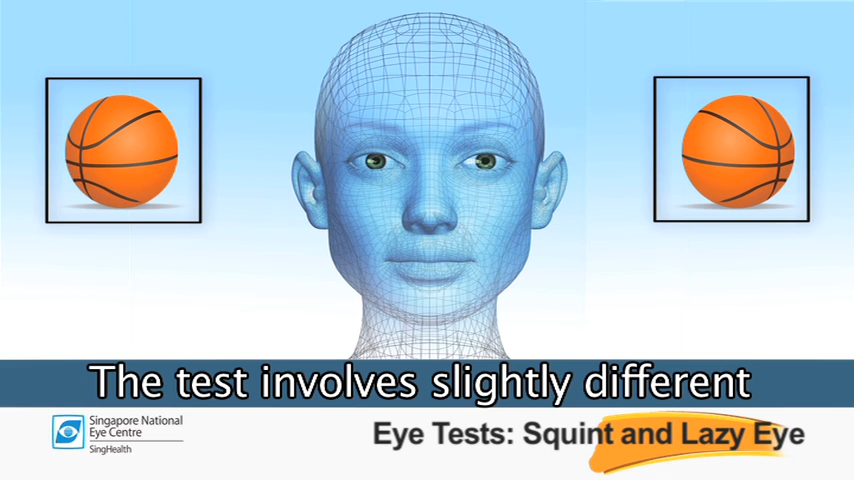 The test involves slightly different
Singapore National
Eye Centre
SingHealth
Eye Tests: Squint and Lazy Eye